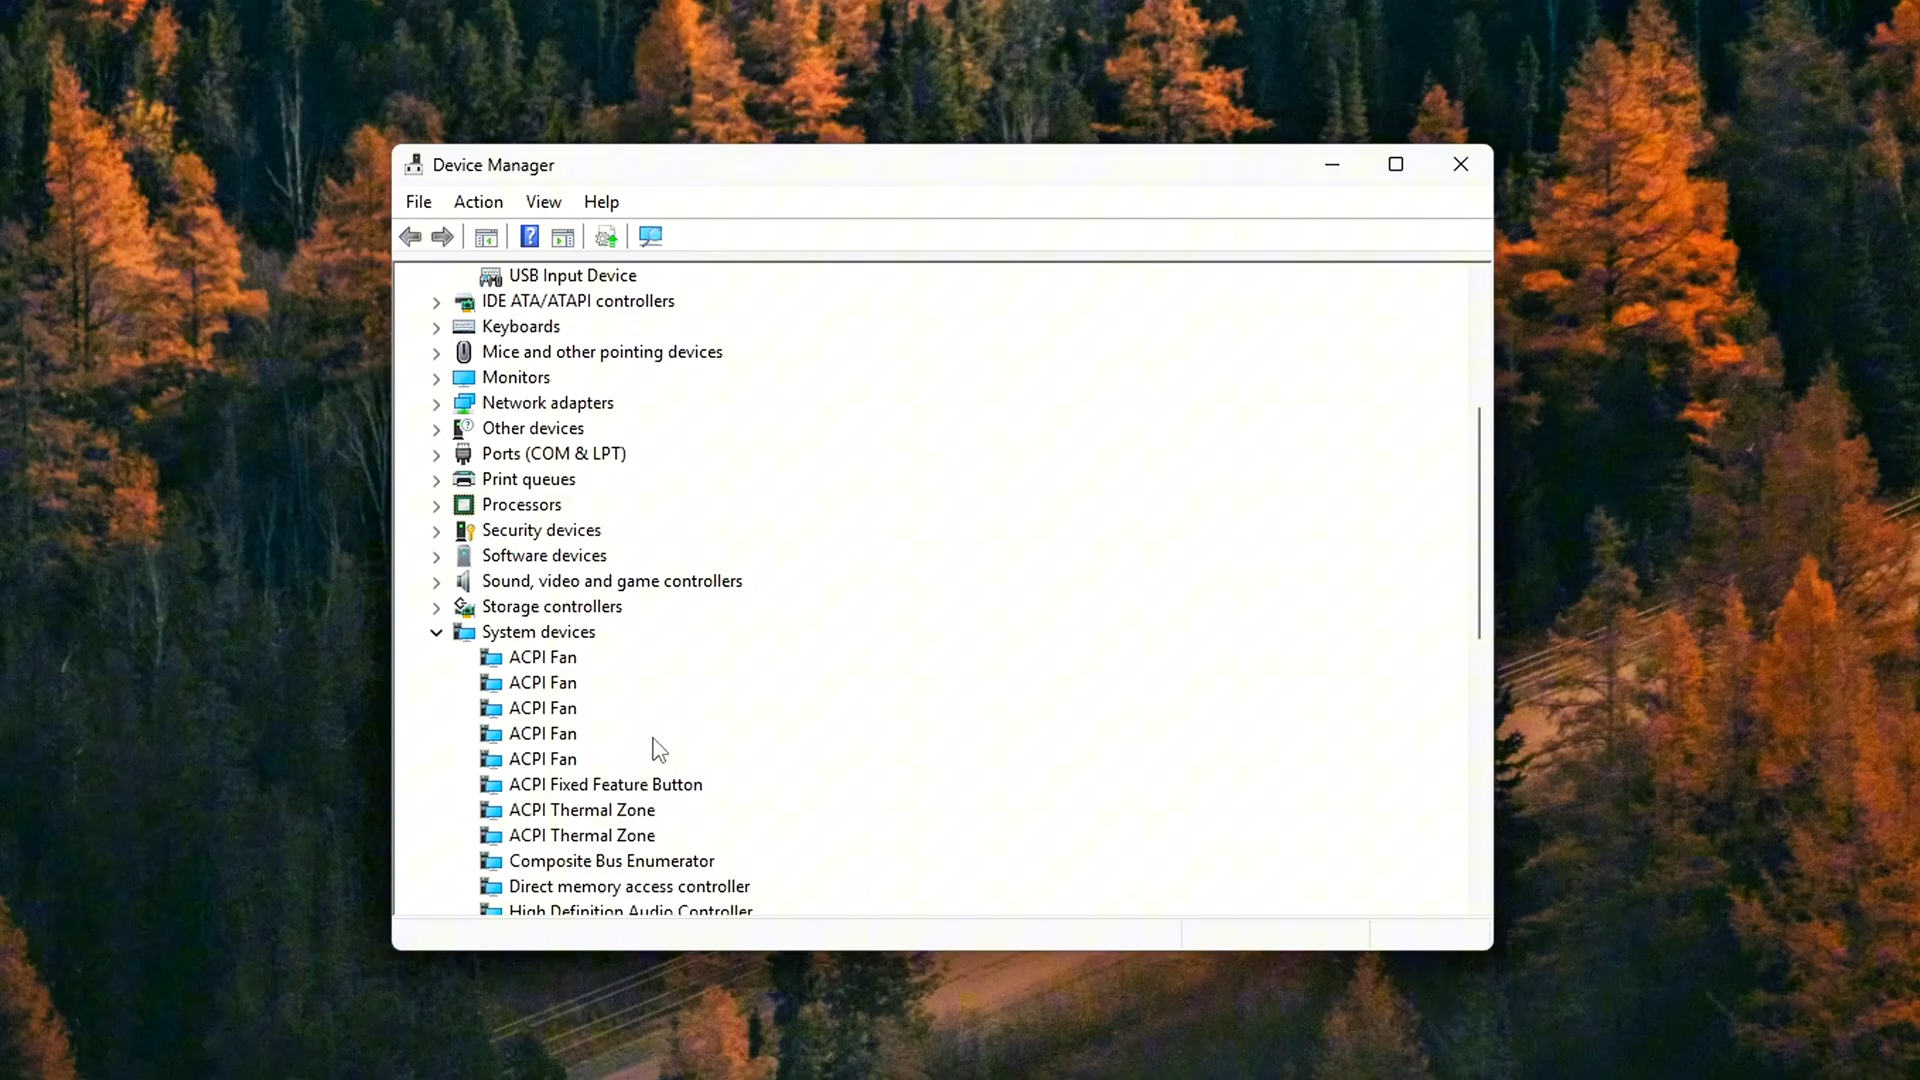 Device Manager
File Action View Help
USB Input Device
IDE ATA/ATAPI controllers
Keyboards
Mice and other pointing devices
Monitors
Network adapters
Other devices
Ports (COM & LPT)
Print queues
Processors
Security devices
Software devices
Sound, video and game controllers
Storage controllers
System devices
ACPI Fan
ACPI Fan
ACPI Fan
ACPI Fan
ACPI Fan
ACPI Fixed Feature Button
ACPI Thermal Zone
ACPI Thermal Zone
Composite Bus Enumerator
Direct memory access controller
High Definition Audio Controller